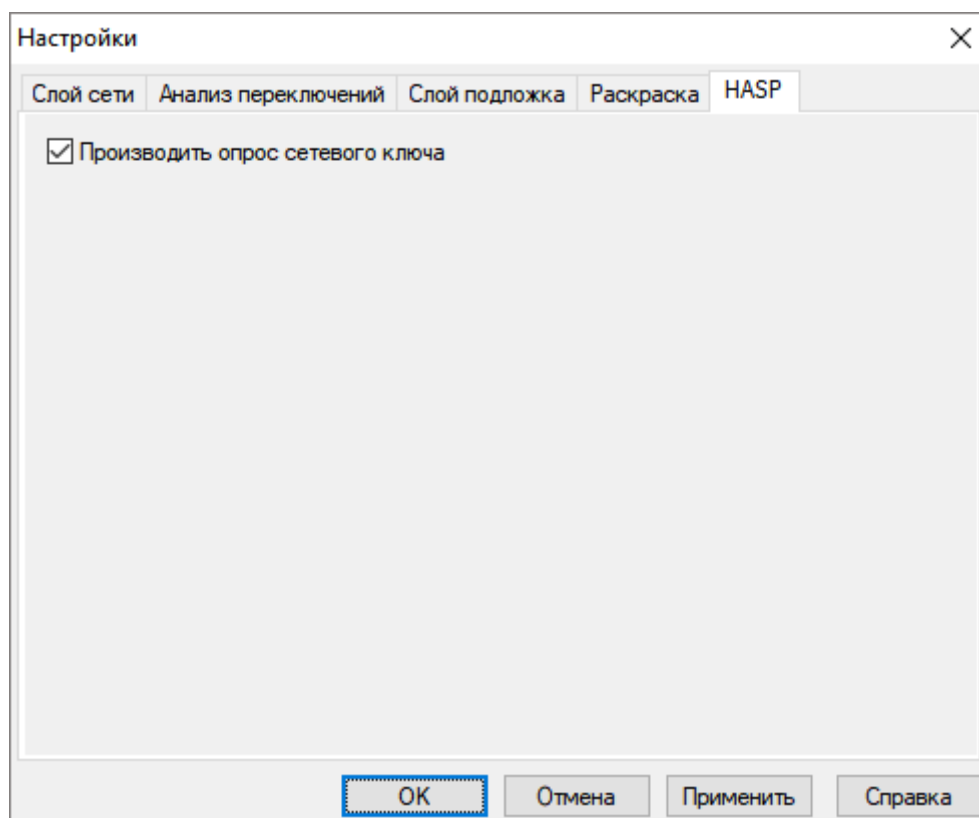 Настройки
Слой сети Анализ переключений Слой подложка Раскраска HASP
Производить опрос сетевого ключа
OK Отмена Применить Справка